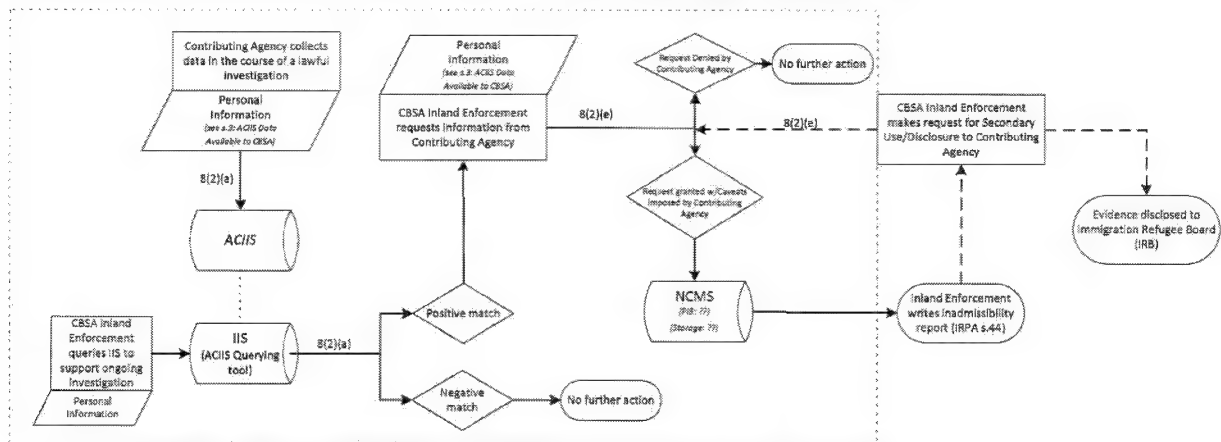 Contributing Agency collects
data in the course of a lawful
investigation
Personal
Information
(see s.3: ACIIS Data
Available to CBSA)
8(2)(a)
ACIIS
CBSA Inland
Enforcement
queries IIS to
support ongoing
investigation
Personal
Information
IIS
(ACIIS Querying
tool)
8(2)(a)
Positive match
Negative
match
No further action
Personal
Information
(see s.3: ACIIS Data
Available to CBSA)
CBSA Inland Enforcement
requests information from
Contributing Agency
8(2)(e)
Request Denied by
Contributing Agency
No further action
Request granted w/Caveats
imposed by Contributing
Agency
NCMS
(PIB: ??)
(Storage: ??)
Inland Enforcement
writes inadmissibility
report (IRPA s.44)
8(2)(e)
CBSA Inland Enforcement
makes request for Secondary
Use/Disclosure to Contributing
Agency
Evidence disclosed to
Immigration Refugee Board
(IRB)